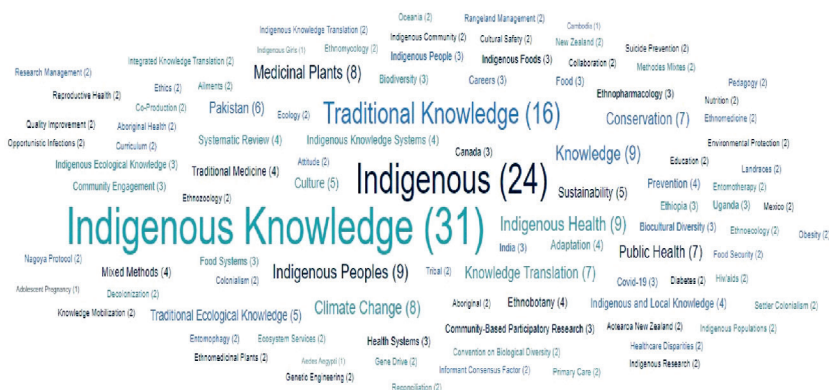 Oceania (2) Rangeland Management (2) Cambodia (1)
Indigenous Knowledge Translation (2) Indigenous Community (2) Cultural Safety (2) New Zealand (2) Suicide Prevention (2)
Integrated Knowledge Translation (2) Indigenous Girls (1) Ethnomycology (2) Indigenous People (3) Indigenous Foods (3) Collaboration (2) Methodes Mixtes (2)
Research Management (2) Ethics (2) Ailments (2) Medicinal Plants (8) Biodiversity (3) Careers (3) Food (3) Pedagogy (2)
Reproductive Health (2) Co-Production (2) Pakistan (6) Ecology (2) Traditional Knowledge (16) Ethnopharmacology (3) Nutrition (2)
Quality Improvement (2) Aboriginal Health (2) Conservation (7) Ethnomedicine (2)
Opportunistic Infections (2) Curriculum (2) Systematic Review (4) Indigenous Knowledge Systems (4) Environmental Protection (2)
Indigenous Ecological Knowledge (3) Traditional Medicine (4) Attitude (2) Canada (3) Knowledge (9) Education (2) Landraces (2)
Community Engagement (3) Culture (5) Indigenous (24) Sustainability (5) Prevention (4) Entomotherapy (2)
Ethnozoology (2) Ethiopia (3) Uganda (3) Mexico (2)
Indigenous Knowledge (31) Indigenous Health (9) Biocultural Diversity (3) Ethnoecology (2) Obesity (2)
Nagoya Protocol (2) Food Systems (3) India (3) Adaptation (4) Public Health (7) Food Security (2)
Mixed Methods (4) Colonialism (2) Indigenous Peoples (9) Tribal (2) Knowledge Translation (7) Covid-19 (3) Diabetes (2) Hiv/aids (2)
Adolescent Pregnancy (1) Decolonization (2) Climate Change (8) Aboriginal (2) Ethnobotany (4) Indigenous and Local Knowledge (4) Settler Colonialism (2)
Knowledge Mobilization (2) Traditional Ecological Knowledge (5) Community-Based Participatory Research (3) Aotearoa New Zealand (2) Indigenous Populations (2)
Entomophagy (2) Ecosystem Services (2) Health Systems (3) Convention on Biological Diversity (2) Healthcare Disparities (2)
Ethnomedicinal Plants (2) Aedes Aegypti (1) Gene Drive (2) Informant Consensus Factor (2) Primary Care (2) Indigenous Research (2)
Genetic Engineering (2) Reconciliation (2)